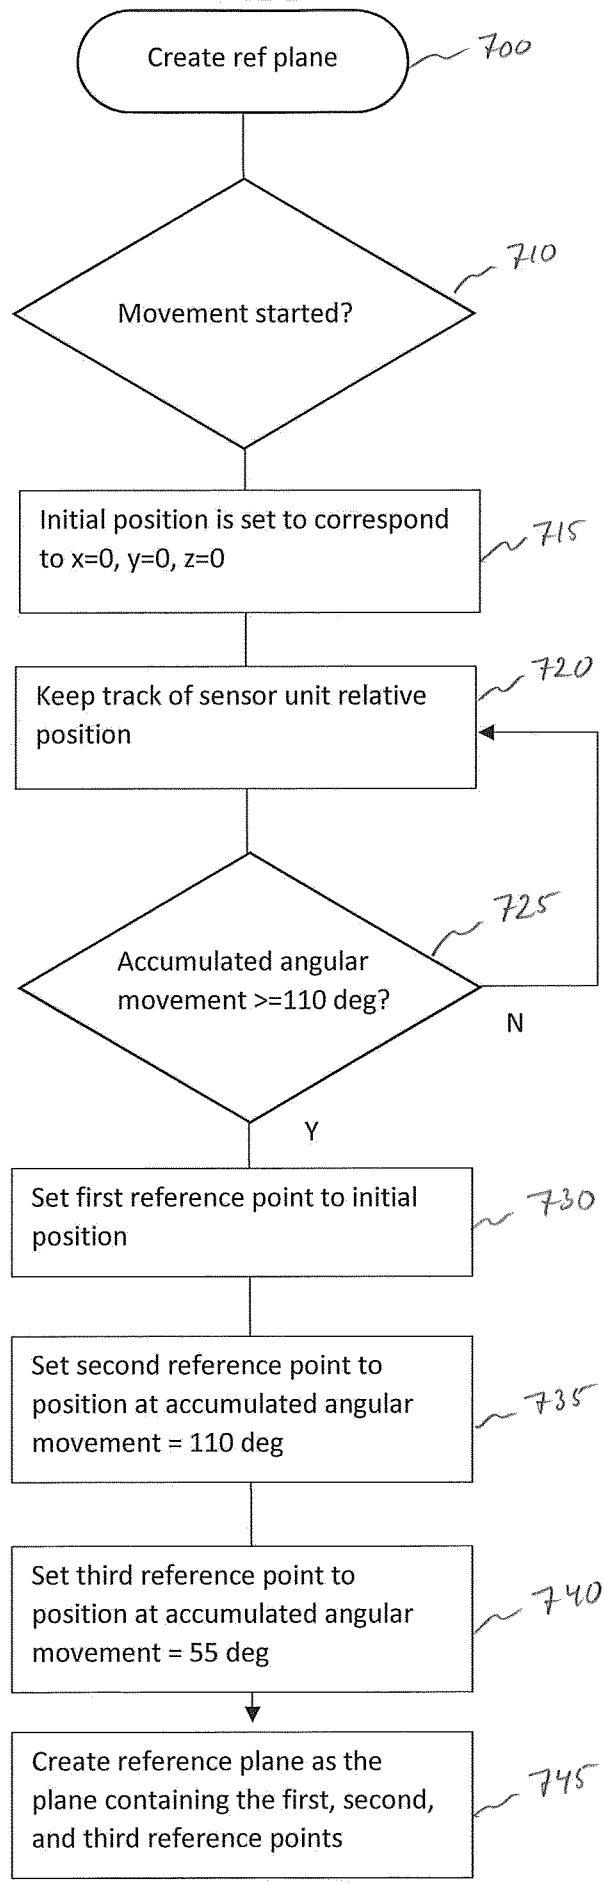 Create ref plane
700
710
Movement started?
Initial position is set to correspond
to x=0, y=0, z=0
715
720
Keep track of sensor unit relative
position
725
Accumulated angular
movement >=110 deg?
N
Y
Set first reference point to initial
position
730
Set second reference point to
position at accumulated angular
movement = 110 deg
735
Set third reference point to
position at accumulated angular
movement = 55 deg
740
Create reference plane as the
plane containing the first, second,
and third reference points
745